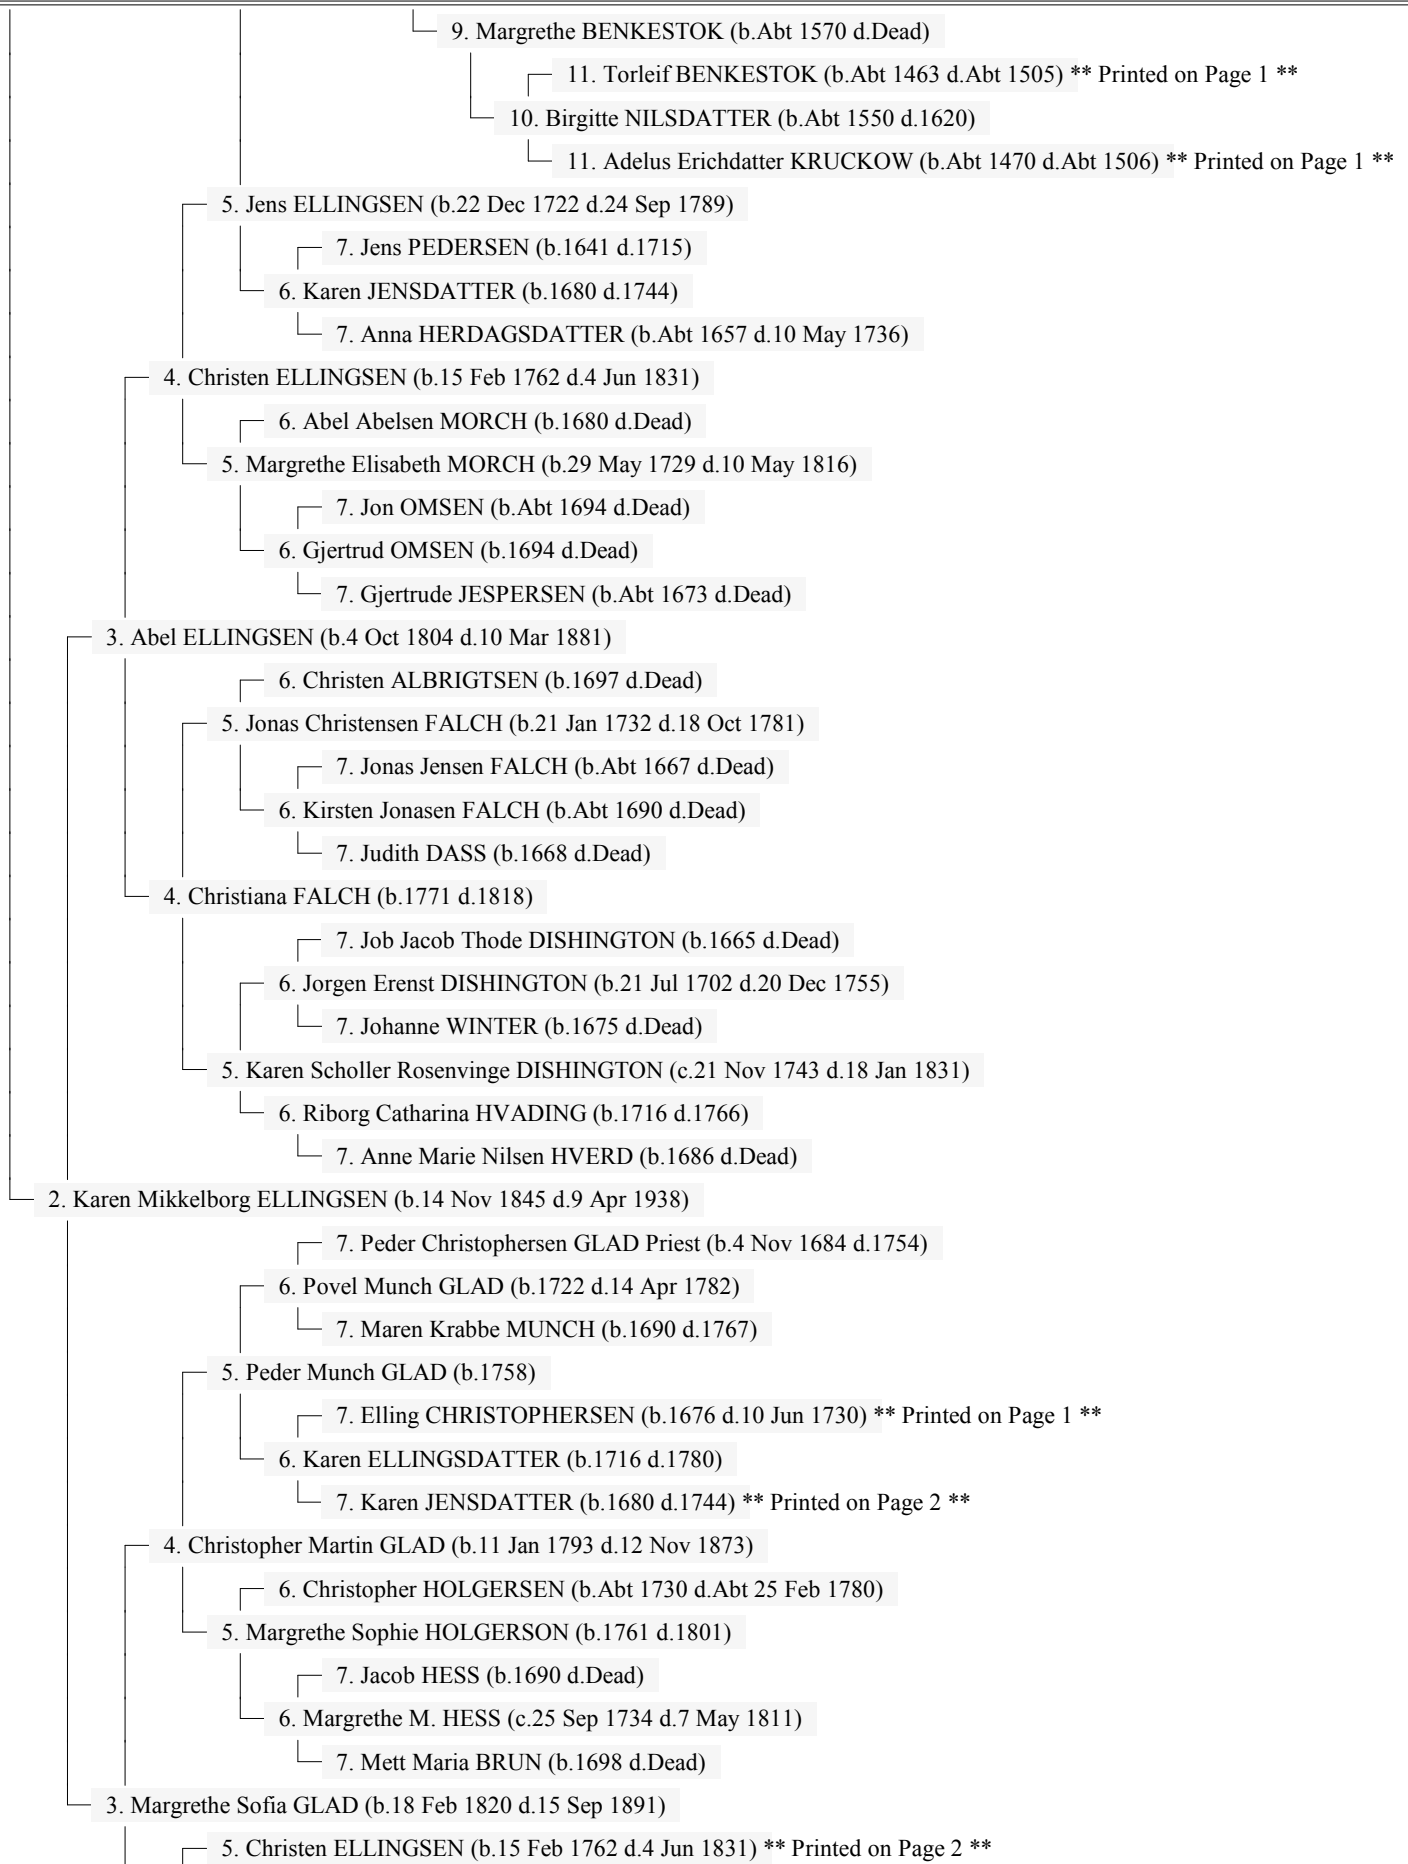 9. Margrethe BENKESTOK (b.Abt 1570 d.Dead)
11. Torleif BENKESTOK (b.Abt 1463 d.Abt 1505) ** Printed on Page 1 **
10. Birgitte NILSDATTER (b.Abt 1550 d.1620)
11. Adelus Erichdatter KRUCKOW (b.Abt 1470 d.Abt 1506) ** Printed on Page 1 **
5. Jens ELLINGSEN (b.22 Dec 1722 d.24 Sep 1789)
7. Jens PEDERSEN (b.1641 d.1715)
6. Karen JENSDATTER (b.1680 d.1744)
7. Anna HERDAGSDATTER (b.Abt 1657 d.10 May 1736)
4. Christen ELLINGSEN (b.15 Feb 1762 d.4 Jun 1831)
6. Abel Abelsen MORCH (b.1680 d.Dead)
5. Margrethe Elisabeth MORCH (b.29 May 1729 d.10 May 1816)
7. Jon OMSEN (b.Abt 1694 d.Dead)
6. Gjertrud OMSEN (b.1694 d.Dead)
7. Gjertrude JESPERSEN (b.Abt 1673 d.Dead)
3. Abel ELLINGSEN (b.4 Oct 1804 d.10 Mar 1881)
6. Christen ALBRIGTSEN (b.1697 d.Dead)
5. Jonas Christensen FALCH (b.21 Jan 1732 d.18 Oct 1781)
7. Jonas Jensen FALCH (b.Abt 1667 d.Dead)
6. Kirsten Jonasen FALCH (b.Abt 1690 d.Dead)
7. Judith DASS (b.1668 d.Dead)
4. Christiana FALCH (b.1771 d.1818)
7. Job Jacob Thode DISHINGTON (b.1665 d.Dead)
6. Jorgen Erenst DISHINGTON (b.21 Jul 1702 d.20 Dec 1755)
7. Johanne WINTER (b.1675 d.Dead)
5. Karen Scholler Rosenvinge DISHINGTON (c.21 Nov 1743 d.18 Jan 1831)
6. Riborg Catharina HVADING (b.1716 d.1766)
7. Anne Marie Nilsen HVERD (b.1686 d.Dead)
2. Karen Mikkelborg ELLINGSEN (b.14 Nov 1845 d.9 Apr 1938)
7. Peder Christophersen GLAD Priest (b.4 Nov 1684 d.1754)
6. Povel Munch GLAD (b.1722 d.14 Apr 1782)
7. Maren Krabbe MUNCH (b.1690 d.1767)
5. Peder Munch GLAD (b.1758)
7. Elling CHRISTOPHERSEN (b.1676 d.10 Jun 1730) ** Printed on Page 1 **
6. Karen ELLINGSDATTER (b.1716 d.1780)
7. Karen JENSDATTER (b.1680 d.1744) ** Printed on Page 2 **
4. Christopher Martin GLAD (b.11 Jan 1793 d.12 Nov 1873)
6. Christopher HOLGERSEN (b.Abt 1730 d.Abt 25 Feb 1780)
5. Margrethe Sophie HOLGERSON (b.1761 d.1801)
7. Jacob HESS (b.1690 d.Dead)
6. Margrethe M. HESS (c.25 Sep 1734 d.7 May 1811)
7. Mett Maria BRUN (b.1698 d.Dead)
3. Margrethe Sofia GLAD (b.18 Feb 1820 d.15 Sep 1891)
5. Christen ELLINGSEN (b.15 Feb 1762 d.4 Jun 1831) ** Printed on Page 2 **